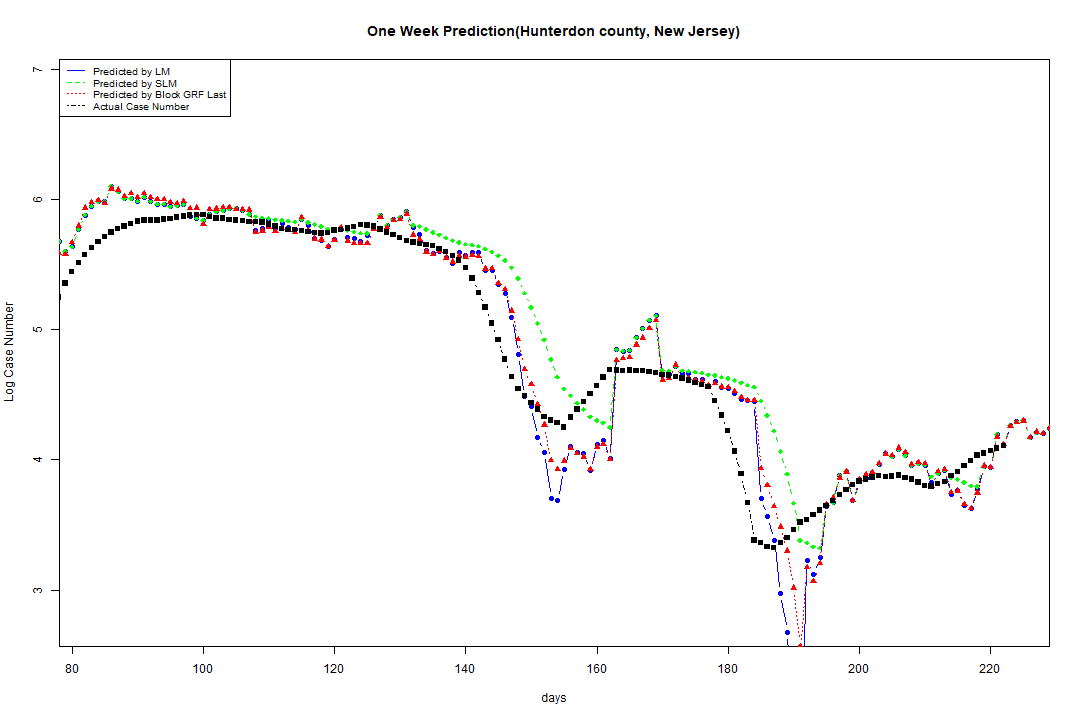 One Week Prediction(Hunterdon county, New Jersey)
Predicted by LM
Predicted by SLM
Predicted by Block GRF Last
Actual Case Number
7
6
5
4
3
Log Case Number
80 100 120 140 160 180 200 220
days